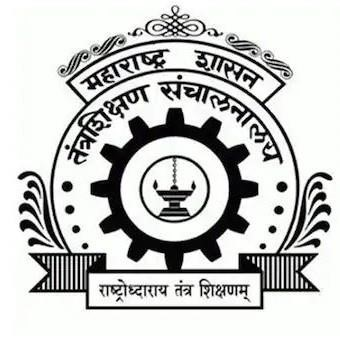 महाराष्ट्र शासन
तंत्रशिक्षण संचालनालय
राष्ट्रोध्दाराय तंत्र शिक्षणम्